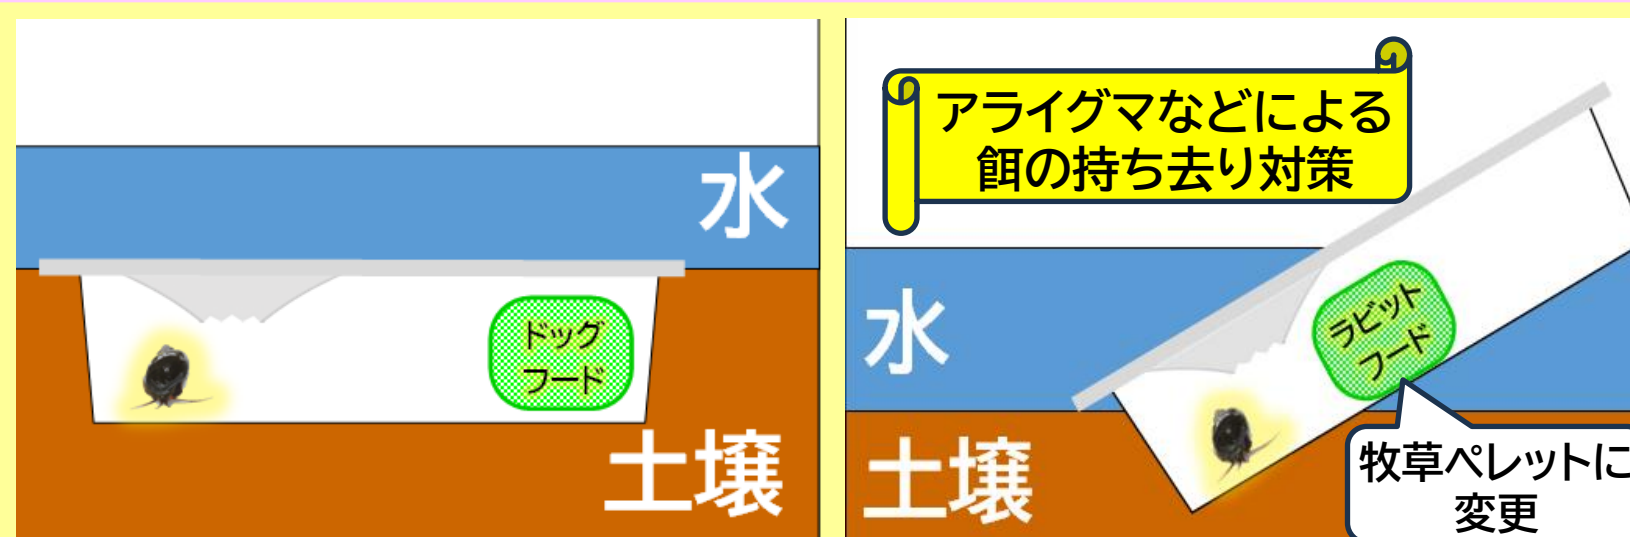 水
ドッグ
フード
土壌
アライグマなどによる
餌の持ち去り対策
水
ラビット
フード
土壌
牧草ペレットに
変更